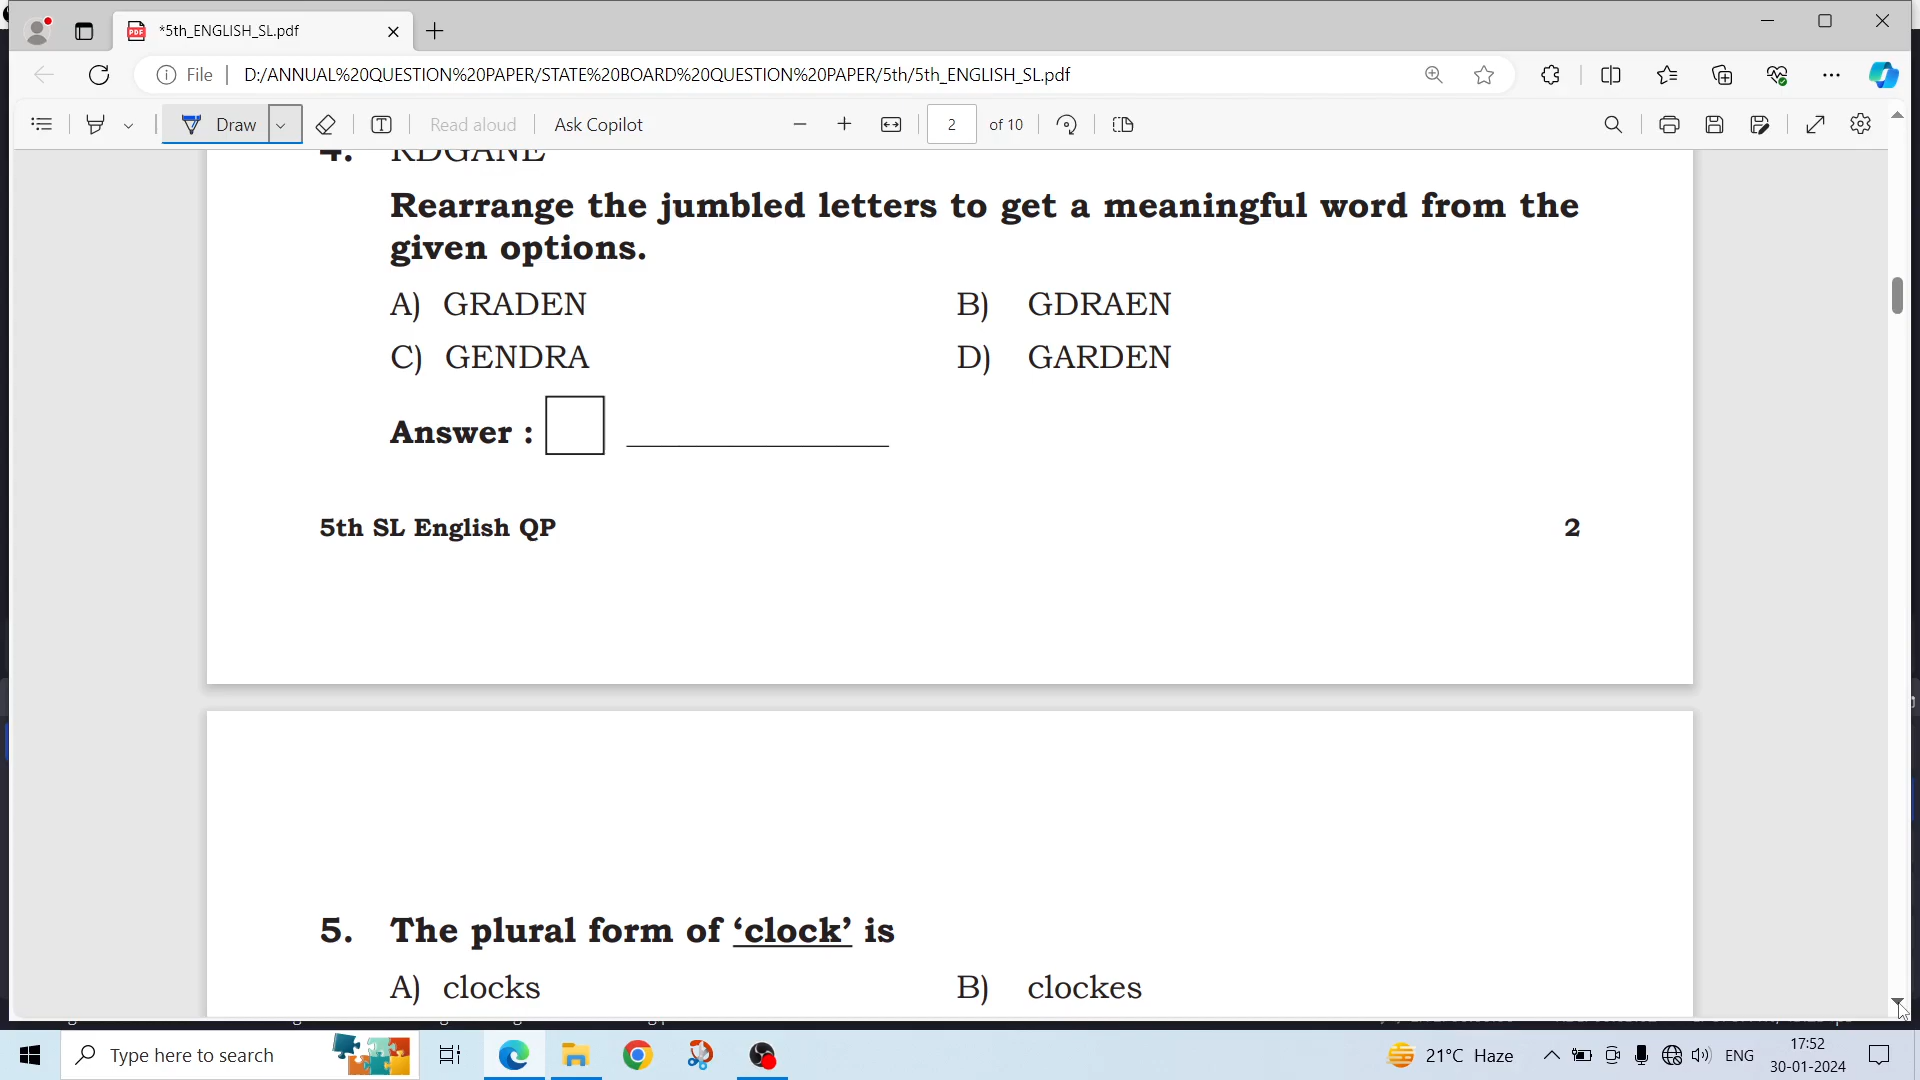 *5th_ENGLISH_SL.pdf
File
D:/ANNUAL%20QUESTION%20PAPER/STATE%20BOARD%20QUESTION%20PAPER/5th/5th_ENGLISH_SL.pdf
Draw
Read aloud
Ask Copilot
2 of 10
4. RDGANE
Rearrange the jumbled letters to get a meaningful word from the
given options.
A) GRADEN B) GDRAEN
C) GENDRA D) GARDEN
Answer :
5th SL English QP 2
5. The plural form of ‘clock’ is
A) clocks B) clockes
Type here to search
21°C Haze
ENG
17:52
30-01-2024